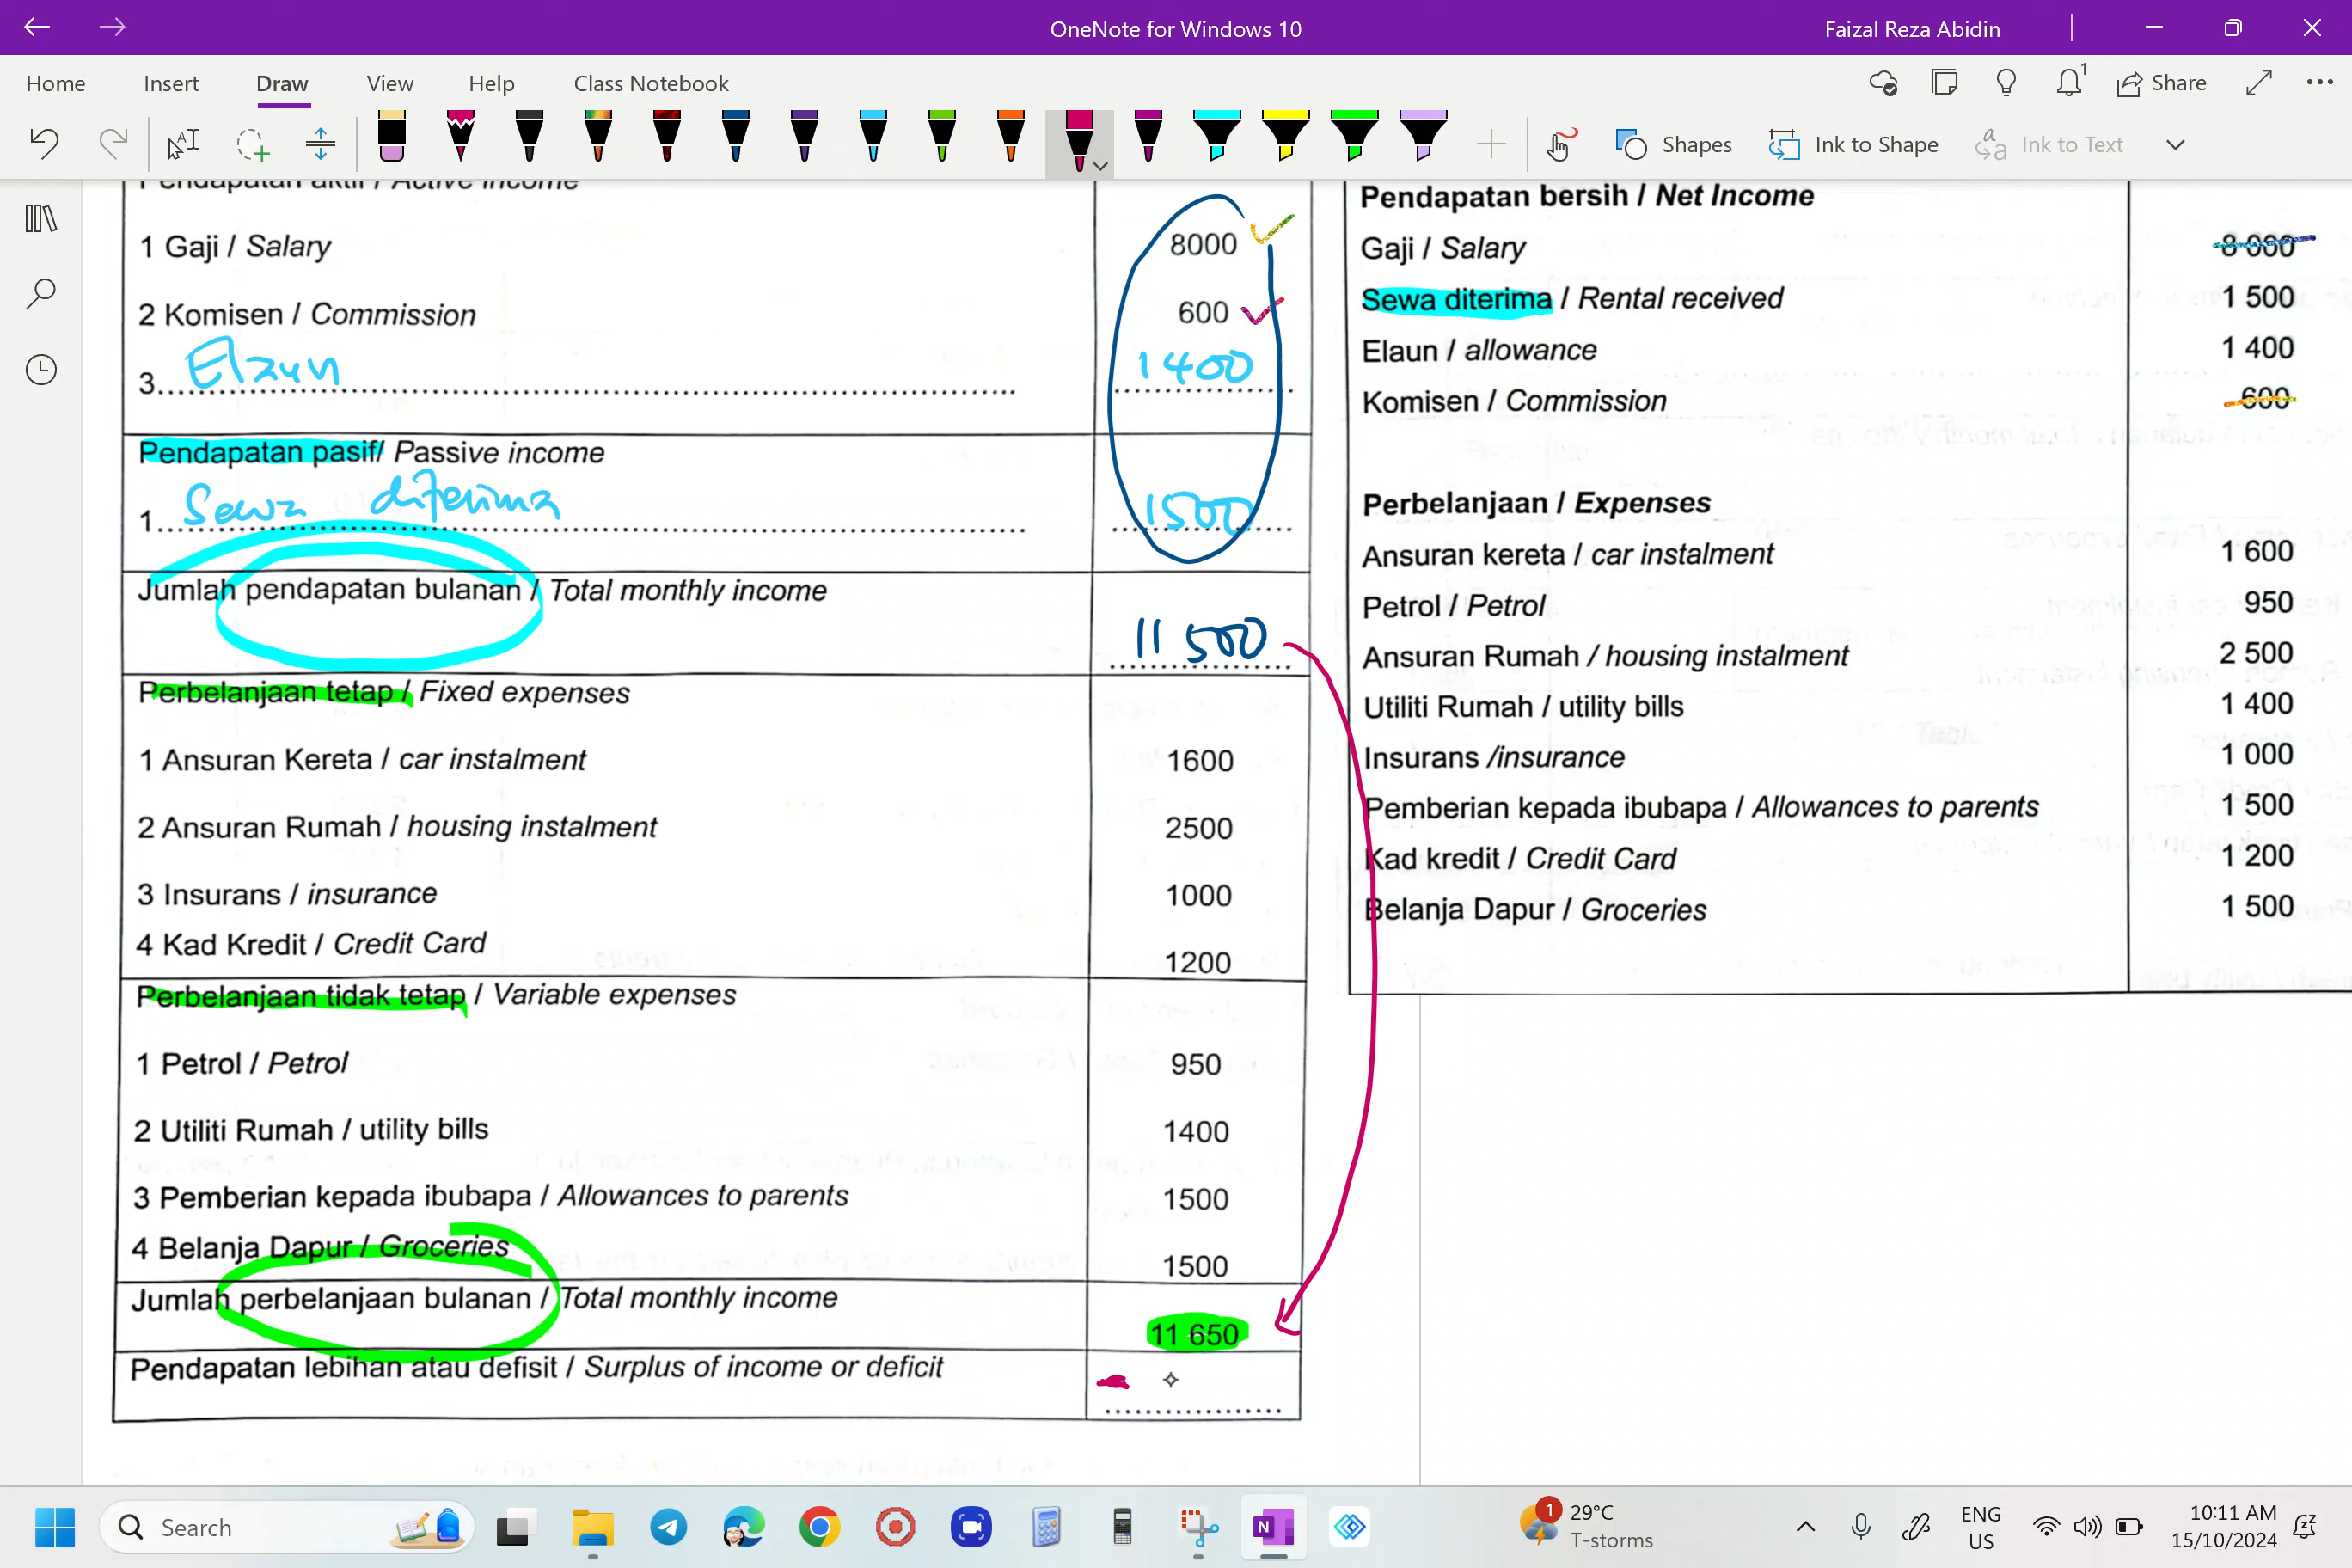 OneNote for Windows 10
Faizal Reza Abidin
Home Insert Draw View Help Class Notebook
1
Share
Shapes Ink to Shape Ink to Text
Pendapatan aktif / Active income
1 Gaji / Salary 8000
2 Komisen / Commission 600
3 Elaun 1400
Pendapatan pasif/ Passive income
1 Sewa diterima 1500
Jumlah pendapatan bulanan / Total monthly income
11 500
Perbelanjaan tetap / Fixed expenses
1 Ansuran Kereta / car instalment 1600
2 Ansuran Rumah / housing instalment 2500
3 Insurans / insurance 1000
4 Kad Kredit / Credit Card 1200
Perbelanjaan tidak tetap / Variable expenses
1 Petrol / Petrol 950
2 Utiliti Rumah / utility bills 1400
3 Pemberian kepada ibubapa / Allowances to parents 1500
4 Belanja Dapur / Groceries 1500
Jumlah perbelanjaan bulanan / Total monthly income
11 650
Pendapatan lebihan atau defisit / Surplus of income or deficit
Pendapatan bersih / Net Income
Gaji / Salary 8 000
Sewa diterima / Rental received 1 500
Elaun / allowance 1 400
Komisen / Commission 600
Perbelanjaan / Expenses
Ansuran kereta / car instalment 1 600
Petrol / Petrol 950
Ansuran Rumah / housing instalment 2 500
Utiliti Rumah / utility bills 1 400
Insurans /insurance 1 000
Pemberian kepada ibubapa / Allowances to parents 1 500
Kad kredit / Credit Card 1 200
Belanja Dapur / Groceries 1 500
Search
1
29°C
T-storms
ENG
US
10:11 AM
15/10/2024